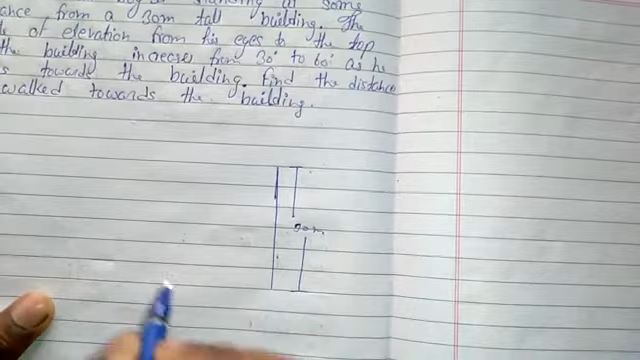 standing at some
ance from a 30m tall building. The
of elevation from his eyes to the top
the building increses from 30° to 60° as he
s towards the building. Find the distance
walked towards the building.
30m